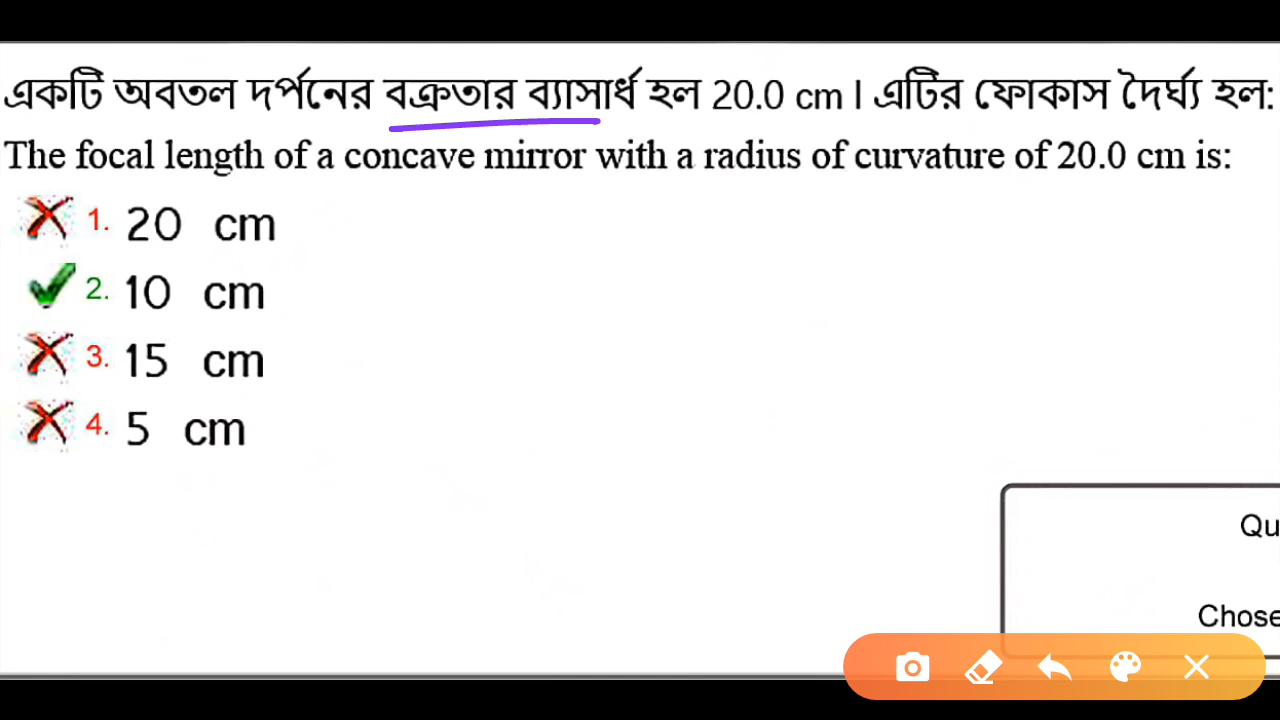 একটি অবতল দর্পনের বক্রতার ব্যাসার্ধ হল 20.0 cm । এটির ফোকাস দৈর্ঘ্য হল:
The focal length of a concave mirror with a radius of curvature of 20.0 cm is:
1. 20 cm
2. 10 cm
3. 15 cm
4. 5 cm
Qu
Chose